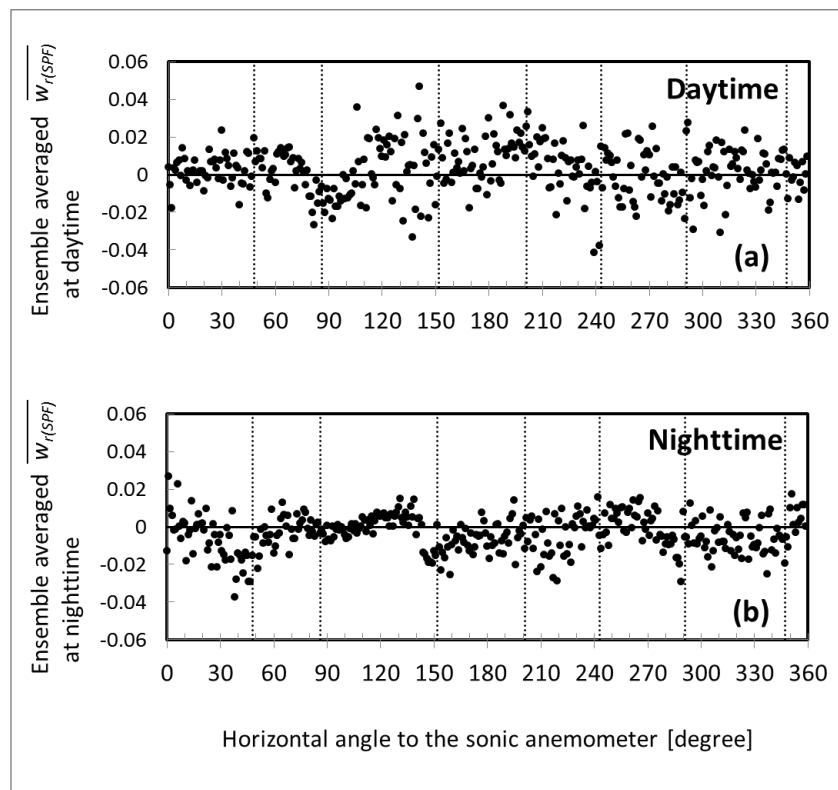 Ensemble averaged w_r(SPF)
at daytime
0.06
0.04
0.02
0
-0.02
-0.04
-0.06
Daytime
(a)
0 30 60 90 120 150 180 210 240 270 300 330 360
Ensemble averaged w_r(SPF)
at nighttime
0.06
0.04
0.02
0
-0.02
-0.04
-0.06
Nighttime
(b)
0 30 60 90 120 150 180 210 240 270 300 330 360
Horizontal angle to the sonic anemometer [degree]